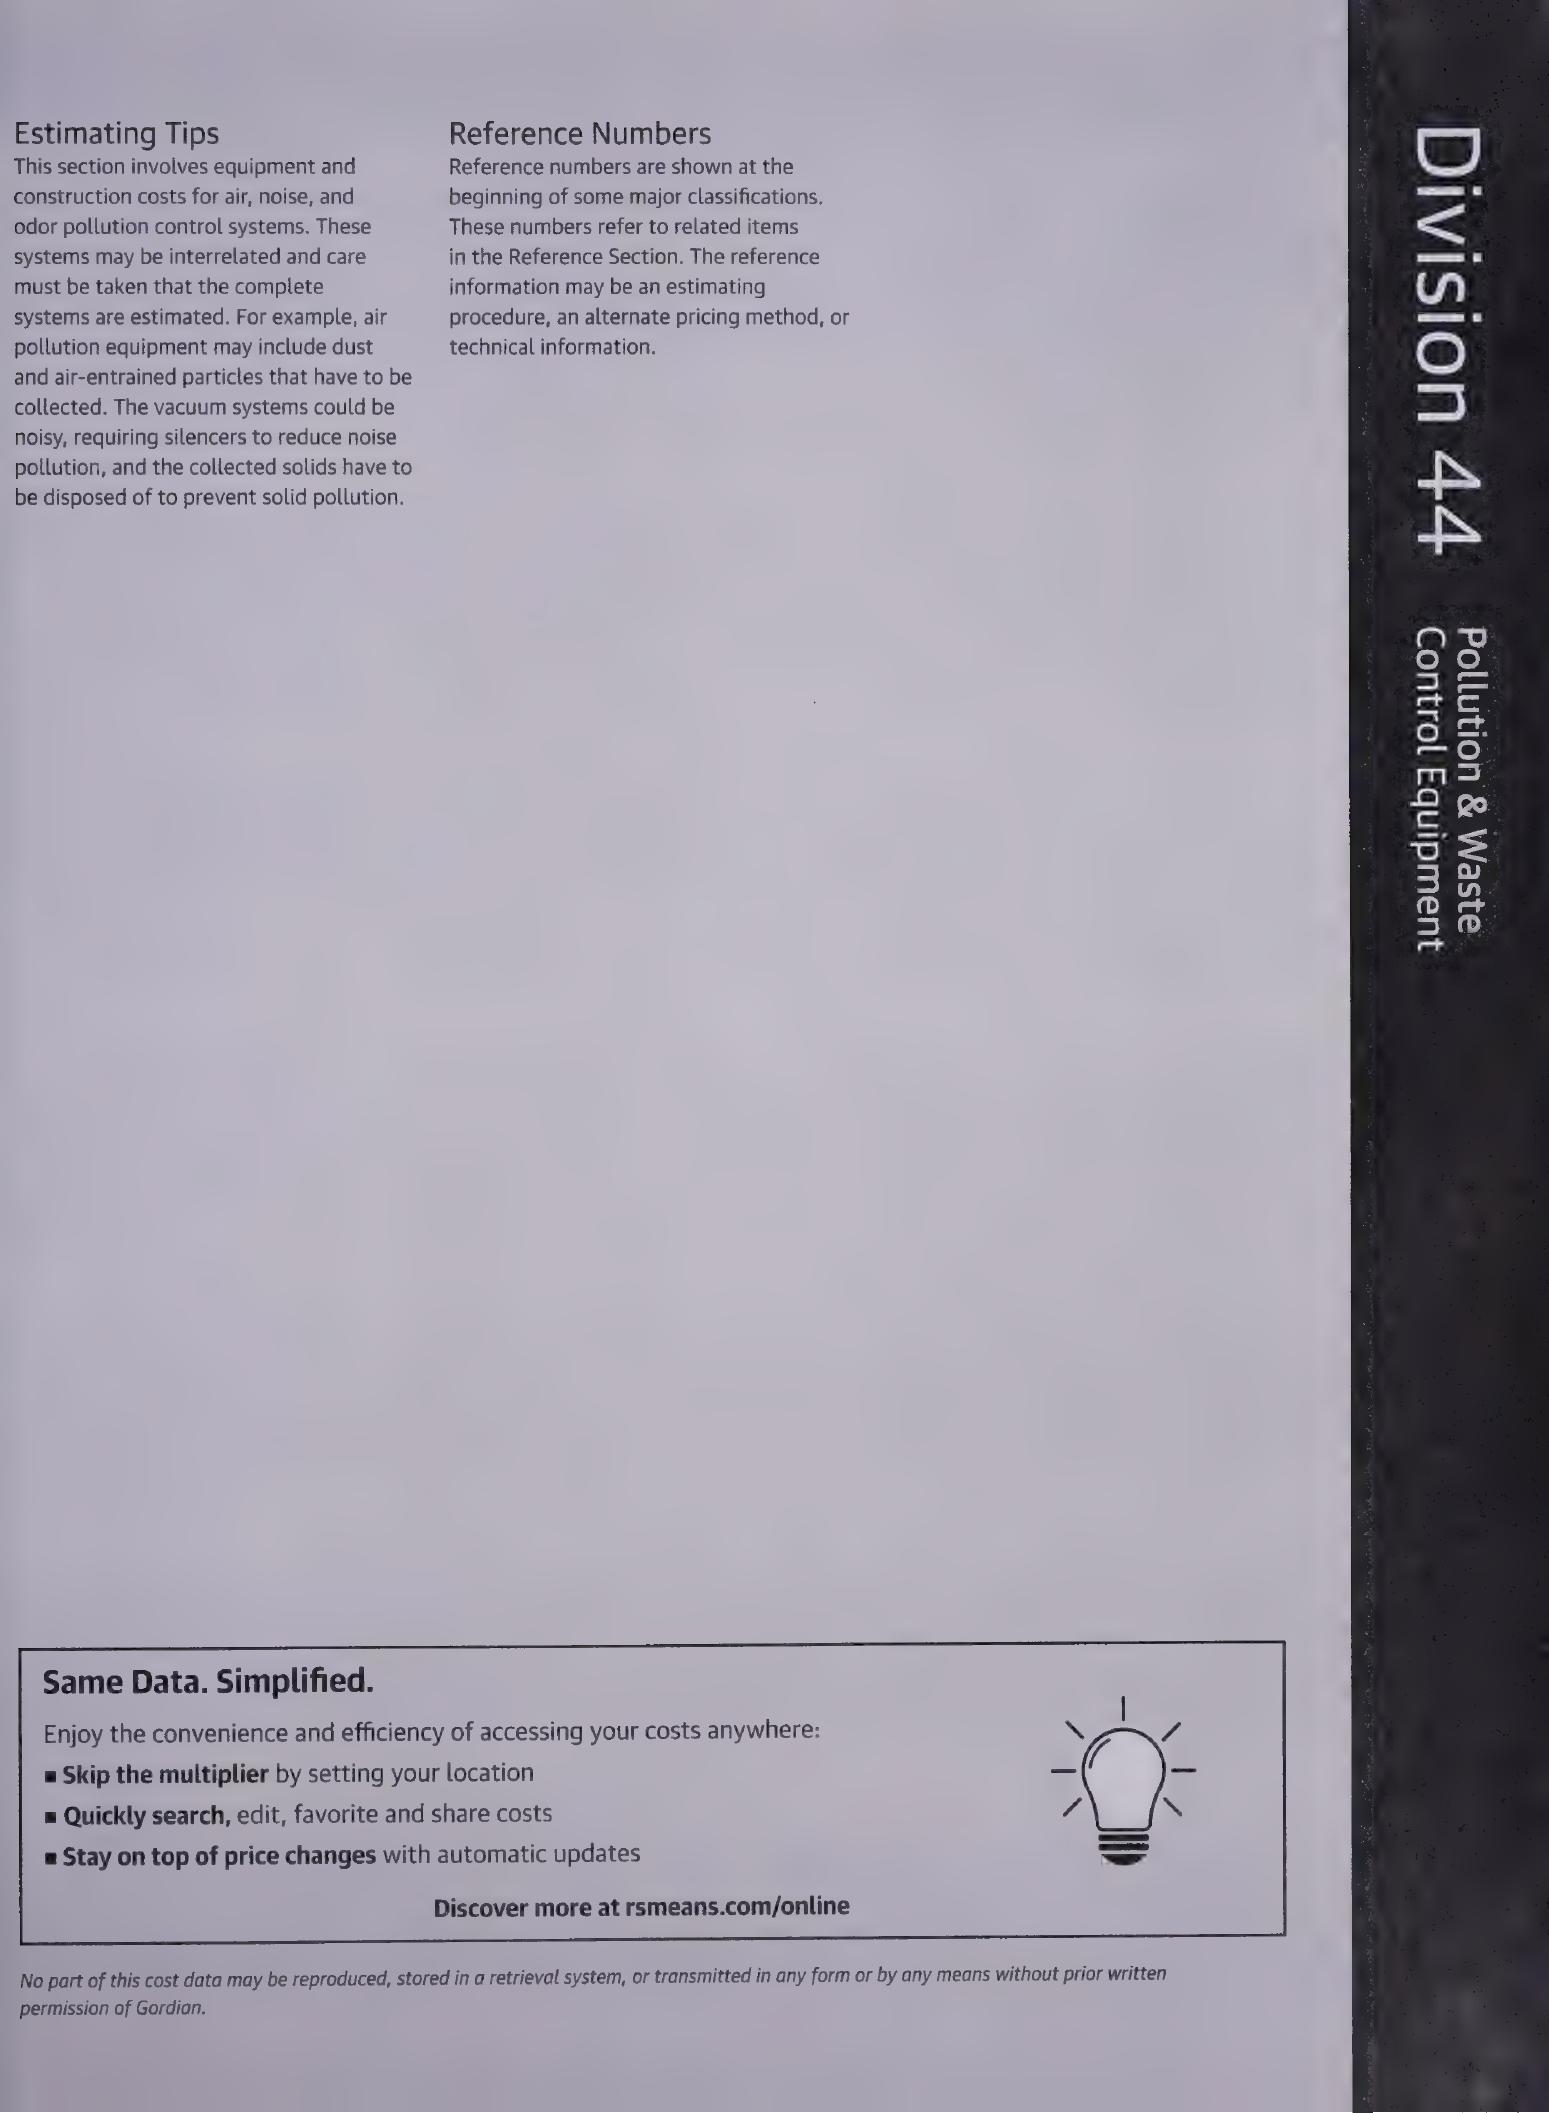 Estimating Tips
This section involves equipment and
construction costs for air, noise, and
odor pollution control systems. These
systems may be interrelated and care
must be taken that the complete
systems are estimated. For example, air
pollution equipment may include dust
and air-entrained particles that have to be
collected. The vacuum systems could be
noisy, requiring silencers to reduce noise
pollution, and the collected solids have to
be disposed of to prevent solid pollution.
Reference Numbers
Reference numbers are shown at the
beginning of some major classifications.
These numbers refer to related items
in the Reference Section. The reference
information may be an estimating
procedure, an alternate pricing method, or
technical information.
Division 44
Pollution & Waste
Control Equipment
Same Data. Simplified.
Enjoy the convenience and efficiency of accessing your costs anywhere:
■ Skip the multiplier by setting your location
■ Quickly search, edit, favorite and share costs
■ Stay on top of price changes with automatic updates
Discover more at rsmeans.com/online
No part of this cost data may be reproduced, stored in a retrieval system, or transmitted in any form or by any means without prior written
permission of Gordian.